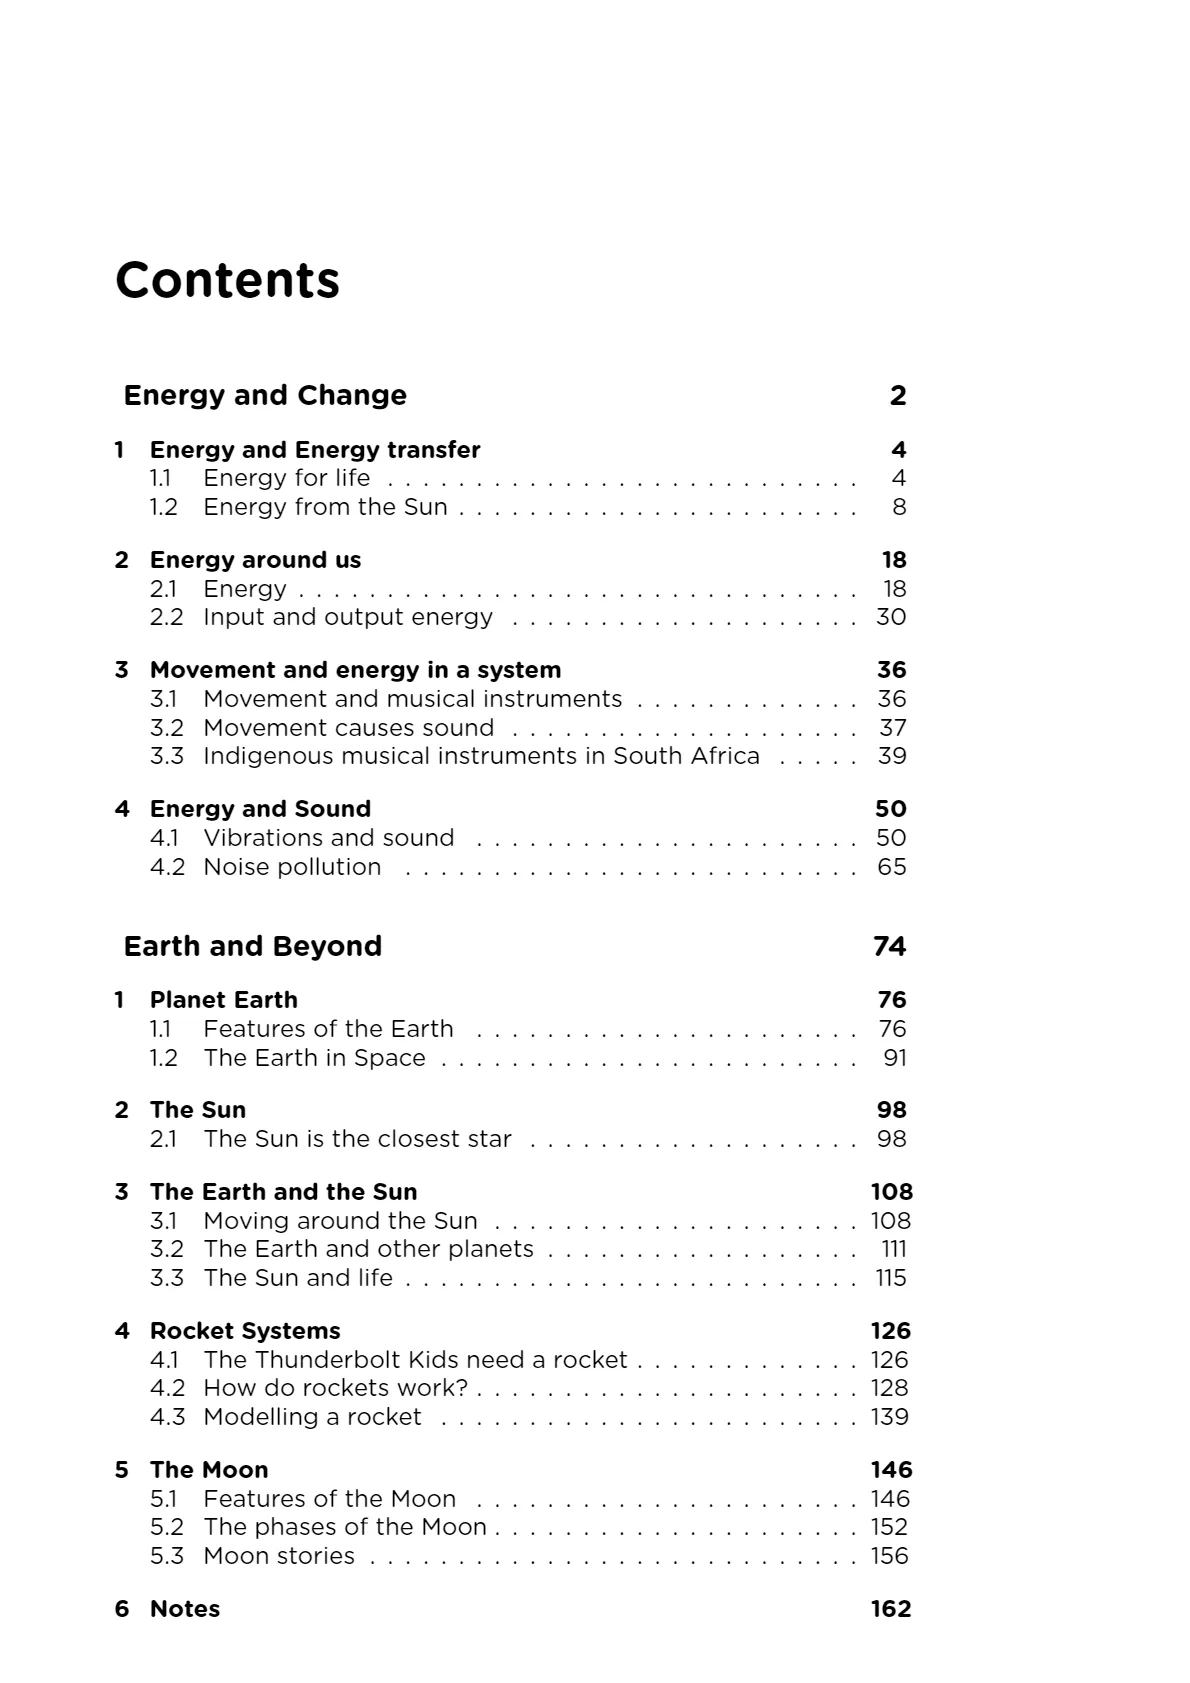 Contents
Energy and Change 2
1 Energy and Energy transfer 4
1.1 Energy for life . . . . . . . . . . . . . . . . . . . . . . . . . . . 4
1.2 Energy from the Sun . . . . . . . . . . . . . . . . . . . . . . . 8
2 Energy around us 18
2.1 Energy . . . . . . . . . . . . . . . . . . . . . . . . . . . . . . . . 18
2.2 Input and output energy . . . . . . . . . . . . . . . . . . . . 30
3 Movement and energy in a system 36
3.1 Movement and musical instruments . . . . . . . . . . . . . 36
3.2 Movement causes sound . . . . . . . . . . . . . . . . . . . . 37
3.3 Indigenous musical instruments in South Africa . . . . . 39
4 Energy and Sound 50
4.1 Vibrations and sound . . . . . . . . . . . . . . . . . . . . . . 50
4.2 Noise pollution . . . . . . . . . . . . . . . . . . . . . . . . . . 65
Earth and Beyond 74
1 Planet Earth 76
1.1 Features of the Earth . . . . . . . . . . . . . . . . . . . . . . 76
1.2 The Earth in Space . . . . . . . . . . . . . . . . . . . . . . . . 91
2 The Sun 98
2.1 The Sun is the closest star . . . . . . . . . . . . . . . . . . . 98
3 The Earth and the Sun 108
3.1 Moving around the Sun . . . . . . . . . . . . . . . . . . . . . 108
3.2 The Earth and other planets . . . . . . . . . . . . . . . . . . 111
3.3 The Sun and life . . . . . . . . . . . . . . . . . . . . . . . . . . 115
4 Rocket Systems 126
4.1 The Thunderbolt Kids need a rocket . . . . . . . . . . . . . 126
4.2 How do rockets work? . . . . . . . . . . . . . . . . . . . . . . 128
4.3 Modelling a rocket . . . . . . . . . . . . . . . . . . . . . . . . 139
5 The Moon 146
5.1 Features of the Moon . . . . . . . . . . . . . . . . . . . . . . 146
5.2 The phases of the Moon . . . . . . . . . . . . . . . . . . . . . 152
5.3 Moon stories . . . . . . . . . . . . . . . . . . . . . . . . . . . . 156
6 Notes 162